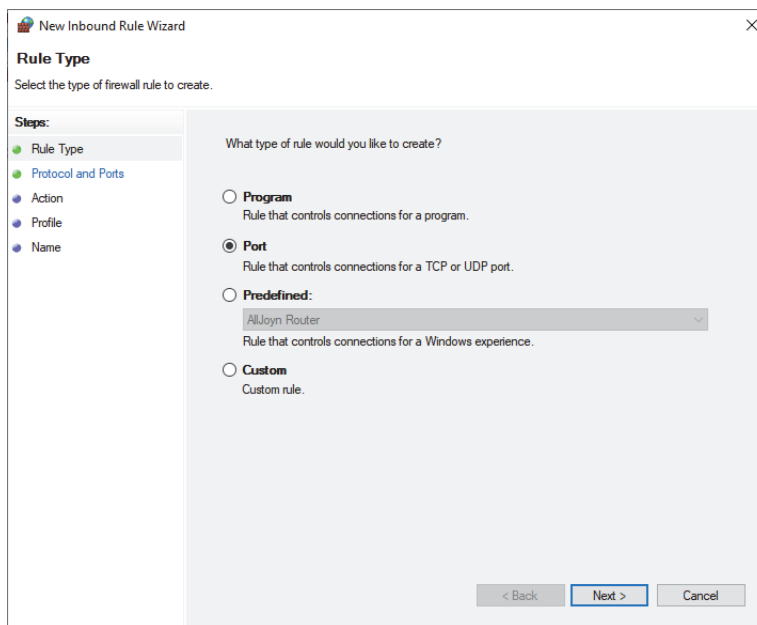 New Inbound Rule Wizard
Rule Type
Select the type of firewall rule to create.
Steps:
Rule Type
Protocol and Ports
Action
Profile
Name
What type of rule would you like to create?
Program
Rule that controls connections for a program.
Port
Rule that controls connections for a TCP or UDP port.
Predefined:
AllJoyn Router
Rule that controls connections for a Windows experience.
Custom
Custom rule.
< Back Next > Cancel